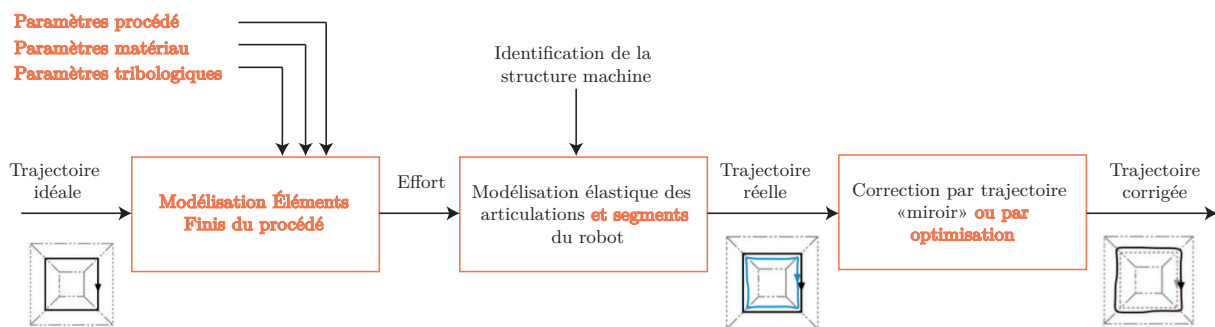 Paramètres procédé
Paramètres matériau
Paramètres tribologiques
Identification de la
structure machine
Trajectoire
idéale
Modélisation Éléments
Finis du procédé
Effort
Modélisation élastique des
articulations et segments
du robot
Trajectoire
réelle
Correction par trajectoire
«miroir» ou par
optimisation
Trajectoire
corrigée